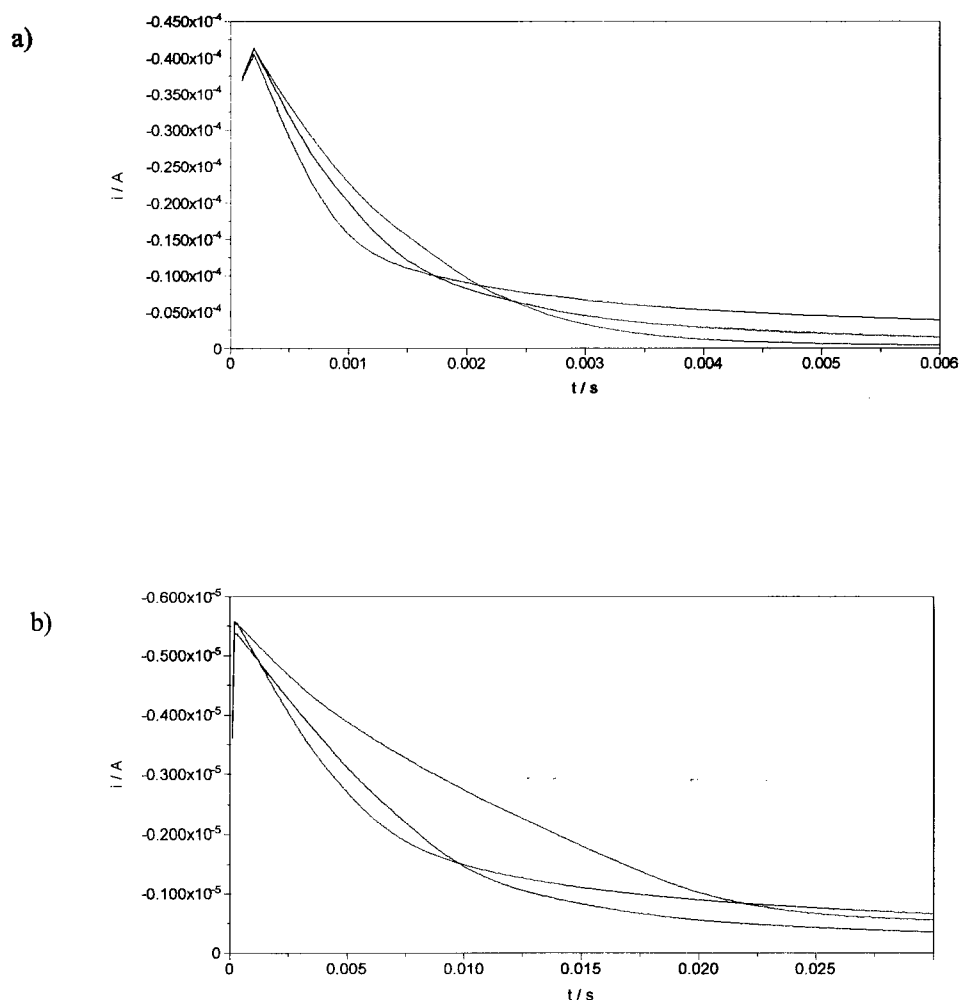 a)
-0.450x10⁻⁴
-0.400x10⁻⁴
-0.350x10⁻⁴
-0.300x10⁻⁴
-0.250x10⁻⁴
-0.200x10⁻⁴
-0.150x10⁻⁴
-0.100x10⁻⁴
-0.050x10⁻⁴
0
i / A
0 0.001 0.002 0.003 0.004 0.005 0.006
t / s
b)
-0.600x10⁻⁵
-0.500x10⁻⁵
-0.400x10⁻⁵
-0.300x10⁻⁵
-0.200x10⁻⁵
-0.100x10⁻⁵
0
i / A
0 0.005 0.010 0.015 0.020 0.025
t / s